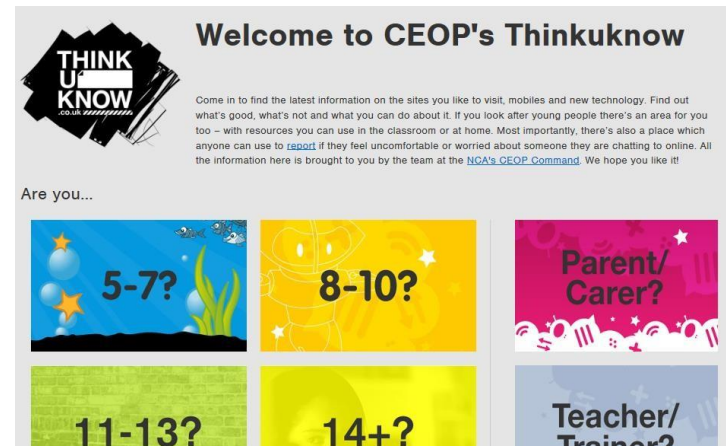 Welcome to CEOP's Thinkuknow
THINK
U
KNOW
.co.uk
Come in to find the latest information on the sites you like to visit, mobiles and new technology. Find out
what's good, what's not and what you can do about it. If you look after young people there's an area for you
too – with resources you can use in the classroom or at home. Most importantly, there's also a place which
anyone can use to report if they feel uncomfortable or worried about someone they are chatting to online. All
the information here is brought to you by the team at the NCA's CEOP Command. We hope you like it!
Are you...
5-7?
8-10?
Parent/
Carer?
11-13?
14+?
Teacher/
Trainer?